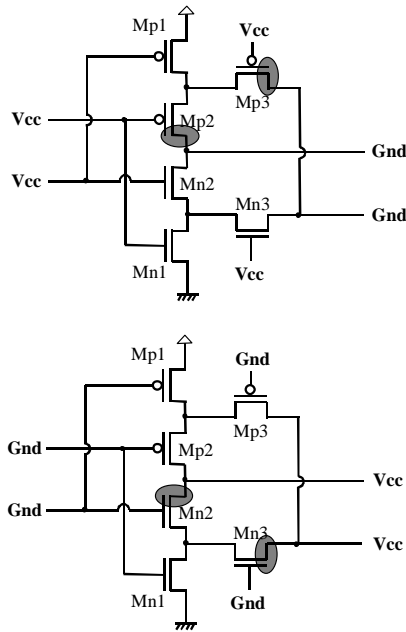 Mp1
Vcc
Mp3
Vcc
Mp2
Gnd
Vcc
Mn2
Mn3
Gnd
Vcc
Mn1
Mp1
Gnd
Mp3
Gnd
Mp2
Vcc
Gnd
Mn2
Mn3
Vcc
Mn1
Gnd